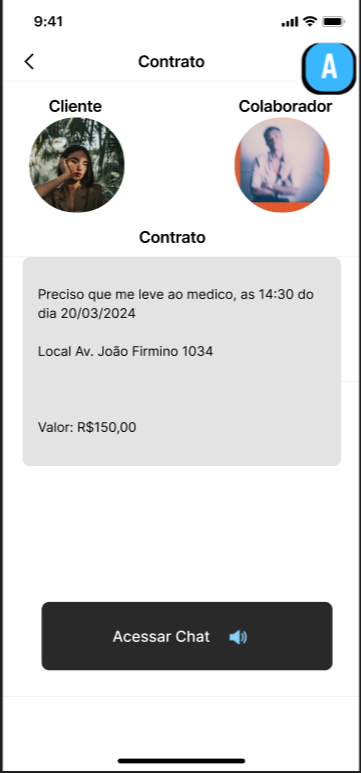 9:41
Contrato
A
Cliente
Colaborador
Contrato
Preciso que me leve ao medico, as 14:30 do
dia 20/03/2024
Local Av. João Firmino 1034
Valor: R$150,00
Acessar Chat